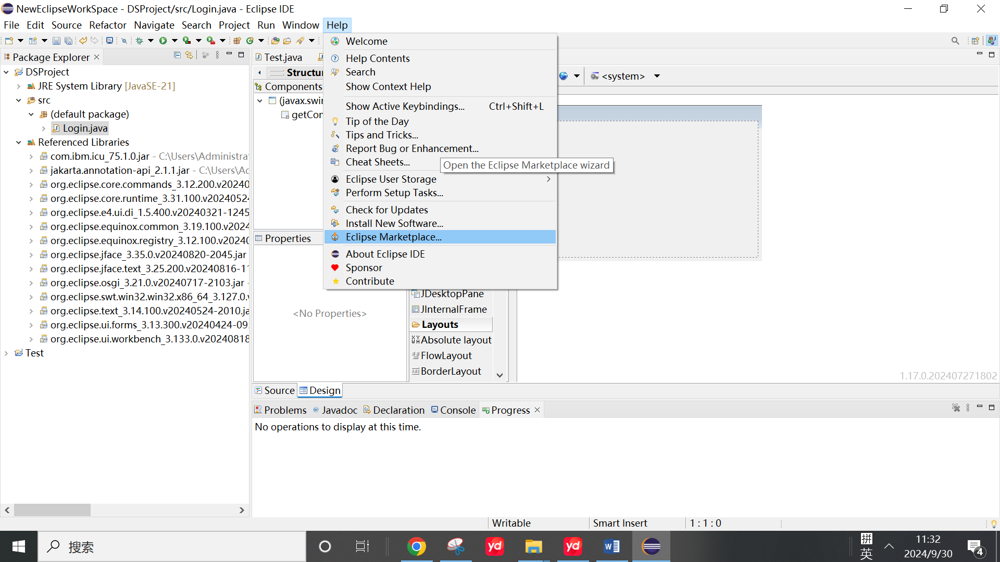 NewEclipseWorkSpace - DSProject/src/Login.java - Eclipse IDE
File Edit Source Refactor Navigate Search Project Run Window Help
Package Explorer
DSProject
JRE System Library [JavaSE-21]
src
(default package)
Login.java
Referenced Libraries
com.ibm.icu_75.1.0.jar - C:\Users\Administra
jakarta.annotation-api_2.1.1.jar - C:\Users\Ad
org.eclipse.core.commands_3.12.200.v20240
org.eclipse.core.runtime_3.31.100.v20240524
org.eclipse.e4.ui.di_1.5.400.v20240321-1245
org.eclipse.equinox.common_3.19.100.v2024
org.eclipse.equinox.registry_3.12.100.v20240
org.eclipse.jface_3.35.0.v20240820-2045.jar
org.eclipse.jface.text_3.25.200.v20240816-11
org.eclipse.osgi_3.21.0.v20240717-2103.jar -
org.eclipse.swt.win32.win32.x86_64_3.127.0.v
org.eclipse.text_3.14.100.v20240524-2010.ja
org.eclipse.ui.forms_3.13.300.v20240424-09
org.eclipse.ui.workbench_3.133.0.v20240818
Test
Test.java
Structu
Components
(javax.swin
getCon
Properties
<No Properties>
Welcome
Help Contents
Search
Show Context Help
Show Active Keybindings... Ctrl+Shift+L
Tip of the Day
Tips and Tricks...
Report Bug or Enhancement...
Cheat Sheets...
Open the Eclipse Marketplace wizard
Eclipse User Storage
Perform Setup Tasks...
Check for Updates
Install New Software...
Eclipse Marketplace...
About Eclipse IDE
Sponsor
Contribute
<system>
JDesktopPane
JInternalFrame
Layouts
Absolute layout
FlowLayout
BorderLayout
1.17.0.202407271802
Source Design
Problems Javadoc Declaration Console Progress
No operations to display at this time.
Writable Smart Insert 1 : 1 : 0
搜索
yd
yd
W
拼
英
11:32
2024/9/30
4